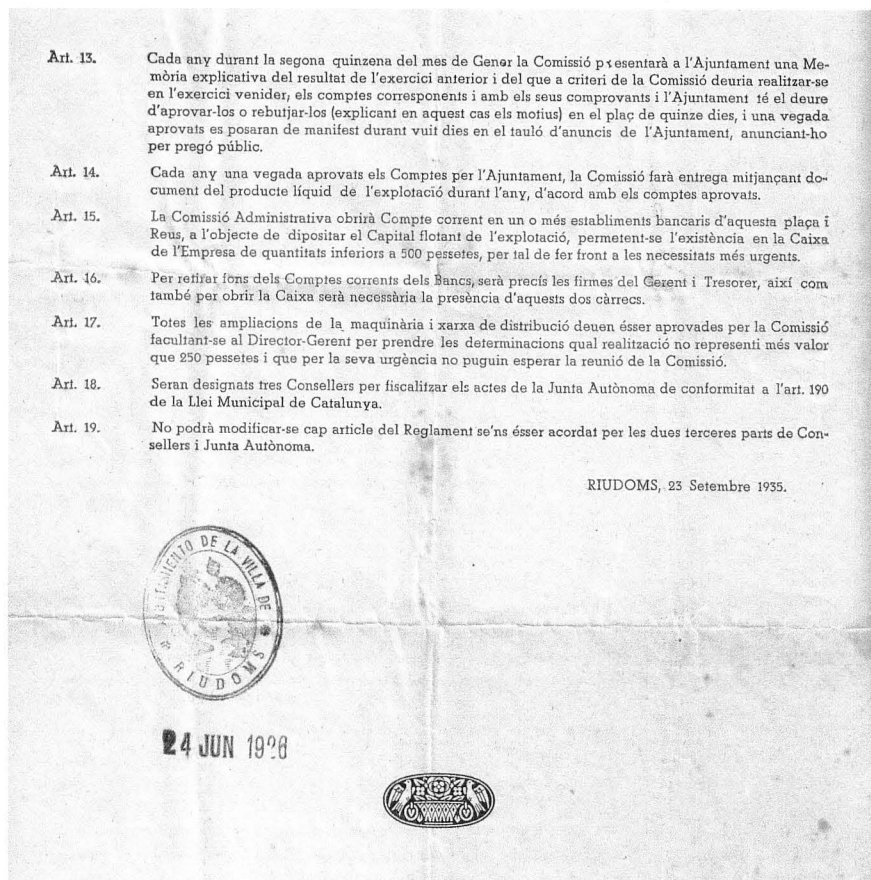 Art. 13. Cada any durant la segona quinzena del mes de Gener la Comissió presentarà a l'Ajuntament una Me-
mòria explicativa del resultat de l'exercici anterior i del que a criteri de la Comissió deuria realitzar-se
en l'exercici venider, els comptes corresponents i amb els seus comprovants i l'Ajuntament té el deure
d'aprovar-los o rebutjar-los (explicant en aquest cas els motius) en el plaç de quinze dies, i una vegada
aprovats es posaran de manifest durant vuit dies en el tauló d'anuncis de l'Ajuntament, anunciant-ho
per pregó públic.
Art. 14. Cada any una vegada aprovats els Comptes per l'Ajuntament, la Comissió farà entrega mitjançant do-
cument del producte líquid de l'explotació durant l'any, d'acord amb els comptes aprovats.
Art. 15. La Comissió Administrativa obrirà Compte corrent en un o més establiments bancaris d'aquesta plaça i
Reus, a l'objecte de dipositar el Capital flotant de l'explotació, permetent-se l'existència en la Caixa
de l'Empresa de quantitats inferiors a 500 pessetes, per tal de fer front a les necessitats més urgents.
Art. 16. Per retirar fons dels Comptes corrents dels Bancs, serà precís les firmes del Gerent i Tresorer, així com
també per obrir la Caixa serà necessària la presència d'aquests dos càrrecs.
Art. 17. Totes les ampliacions de la maquinària i xarxa de distribució deuen ésser aprovades per la Comissió
facultant-se al Director-Gerent per prendre les determinacions qual realització no representi més valor
que 250 pessetes i que per la seva urgència no puguin esperar la reunió de la Comissió.
Art. 18. Seran designats tres Consellers per fiscalitzar els actes de la Junta Autònoma de conformitat a l'art. 190
de la Llei Municipal de Catalunya.
Art. 19. No podrà modificar-se cap article del Reglament se'ns ésser acordat per les dues terceres parts de Con-
sellers i Junta Autònoma.
RIUDOMS, 23 Setembre 1935.
AYUNTAMIENTO DE LA VILLA DE
RIUDOMS
24 JUN 1936